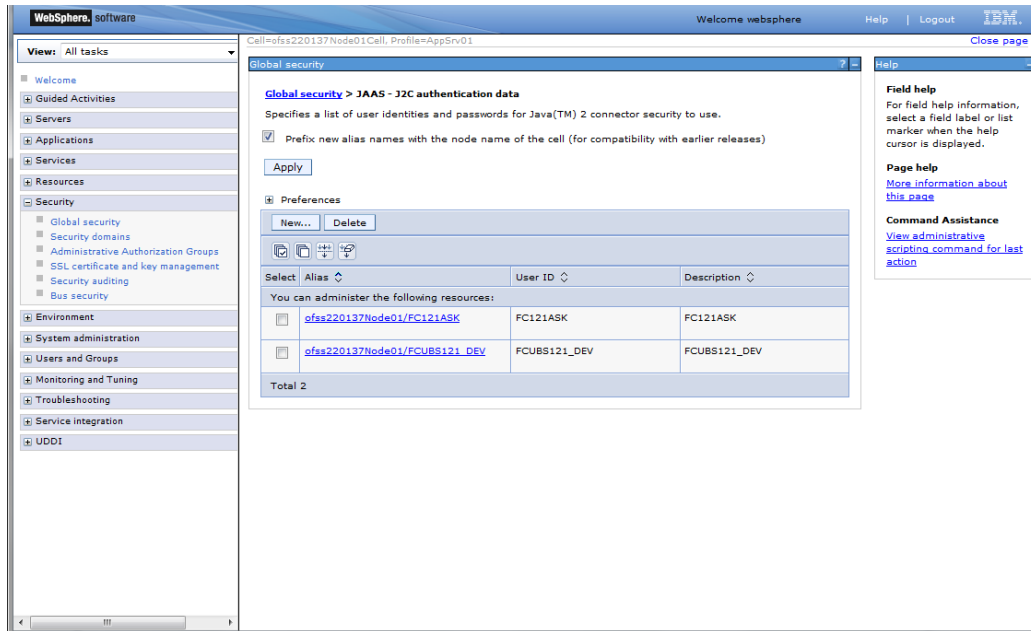 WebSphere. software
Welcome websphere
Help | Logout
IBM.
View: All tasks
Cell=ofss220137Node01Cell, Profile=AppSrv01
Close page
Welcome
Guided Activities
Servers
Applications
Services
Resources
Security
Global security
Security domains
Administrative Authorization Groups
SSL certificate and key management
Security auditing
Bus security
Environment
System administration
Users and Groups
Monitoring and Tuning
Troubleshooting
Service integration
UDDI
Global security
? -
Global security > JAAS - J2C authentication data
Specifies a list of user identities and passwords for Java(TM) 2 connector security to use.
Prefix new alias names with the node name of the cell (for compatibility with earlier releases)
Apply
Preferences
New... Delete
Select Alias User ID Description
You can administer the following resources:
ofss220137Node01/FC121ASK FC121ASK FC121ASK
ofss220137Node01/FCUBS121_DEV FCUBS121_DEV FCUBS121_DEV
Total 2
Help
Field help
For field help information,
select a field label or list
marker when the help
cursor is displayed.
Page help
More information about
this page
Command Assistance
View administrative
scripting command for last
action